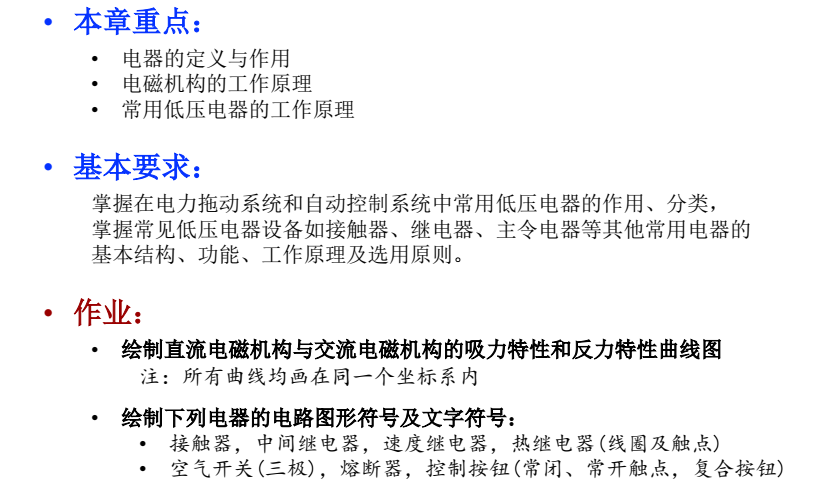 • 本章重点：
• 电器的定义与作用
• 电磁机构的工作原理
• 常用低压电器的工作原理
• 基本要求：
掌握在电力拖动系统和自动控制系统中常用低压电器的作用、分类，
掌握常见低压电器设备如接触器、继电器、主令电器等其他常用电器的
基本结构、功能、工作原理及选用原则。
• 作业：
• 绘制直流电磁机构与交流电磁机构的吸力特性和反力特性曲线图
注：所有曲线均画在同一个坐标系内
• 绘制下列电器的电路图形符号及文字符号：
• 接触器，中间继电器，速度继电器，热继电器(线圈及触点)
• 空气开关(三极)，熔断器，控制按钮(常闭、常开触点，复合按钮)